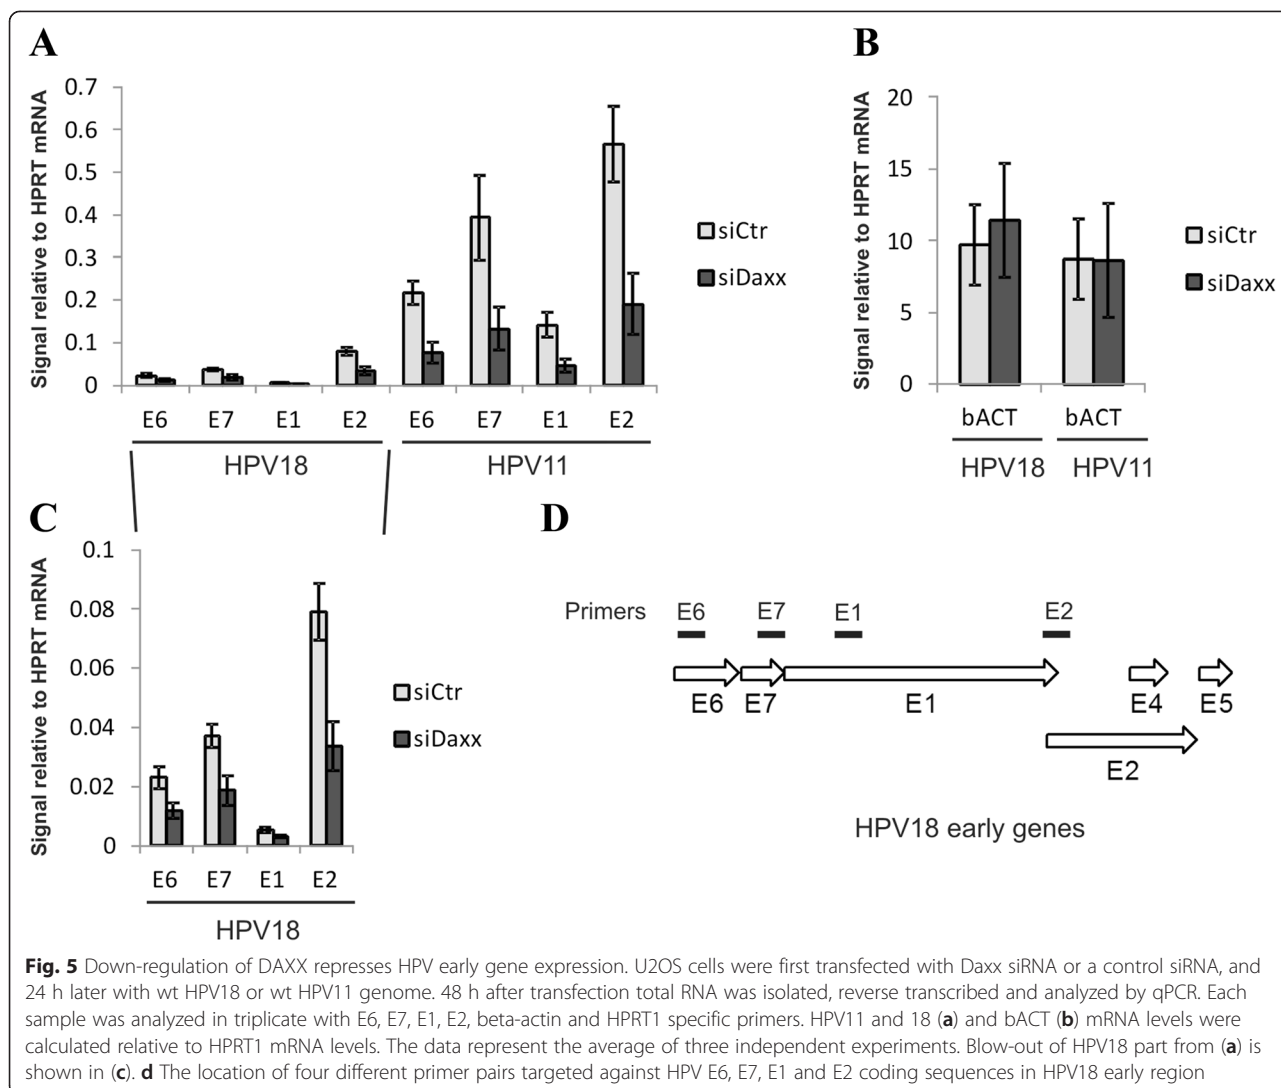 A
Signal relative to HPRT mRNA
0.7
0.6
0.5
0.4
0.3
0.2
0.1
0
E6 E7 E1 E2 E6 E7 E1 E2
HPV18 HPV11
siCtr
siDaxx
B
Signal relative to HPRT mRNA
20
15
10
5
0
bACT bACT
HPV18 HPV11
siCtr
siDaxx
C
Signal relative to HPRT mRNA
0.1
0.08
0.06
0.04
0.02
0
E6 E7 E1 E2
HPV18
siCtr
siDaxx
D
Primers E6 E7 E1 E2
E6 E7 E1 E4 E5
E2
HPV18 early genes
Fig. 5 Down-regulation of DAXX represses HPV early gene expression. U2OS cells were first transfected with Daxx siRNA or a control siRNA, and
24 h later with wt HPV18 or wt HPV11 genome. 48 h after transfection total RNA was isolated, reverse transcribed and analyzed by qPCR. Each
sample was analyzed in triplicate with E6, E7, E1, E2, beta-actin and HPRT1 specific primers. HPV11 and 18 (a) and bACT (b) mRNA levels were
calculated relative to HPRT1 mRNA levels. The data represent the average of three independent experiments. Blow-out of HPV18 part from (a) is
shown in (c). d The location of four different primer pairs targeted against HPV E6, E7, E1 and E2 coding sequences in HPV18 early region